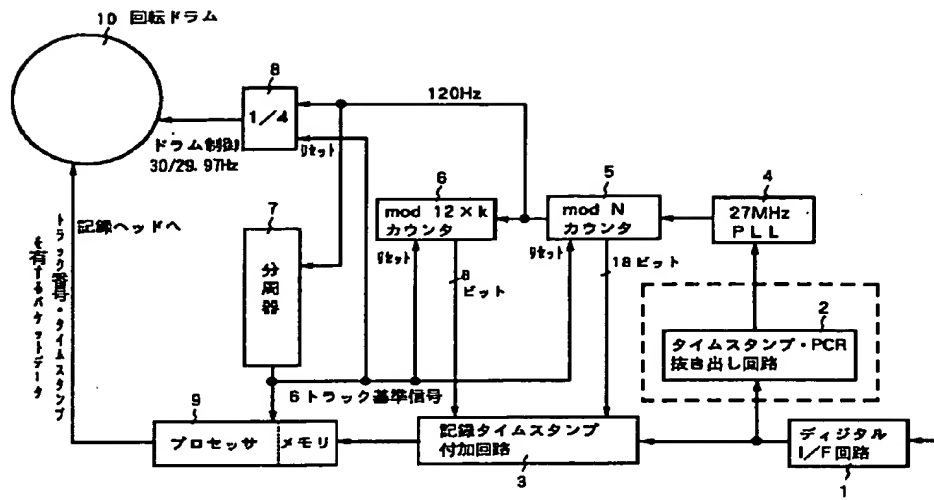 10 回転ドラム
8
1/4
120Hz
リセット
ドラム制御
30/29.97Hz
6
mod 12×k
カウンタ
リセット
5
mod N
カウンタ
リセット
4
27MHz
PLL
7
分周器
8
ビット
18ビット
記録ヘッドへ
トラック番号・タイムスタンプ
を有するパケットデータ
2
タイムスタンプ・PCR
抜き出し回路
6トラック基準信号
9
プロセッサ
メモリ
記録タイムスタンプ
付加回路
3
ディジタル
I/F回路
1